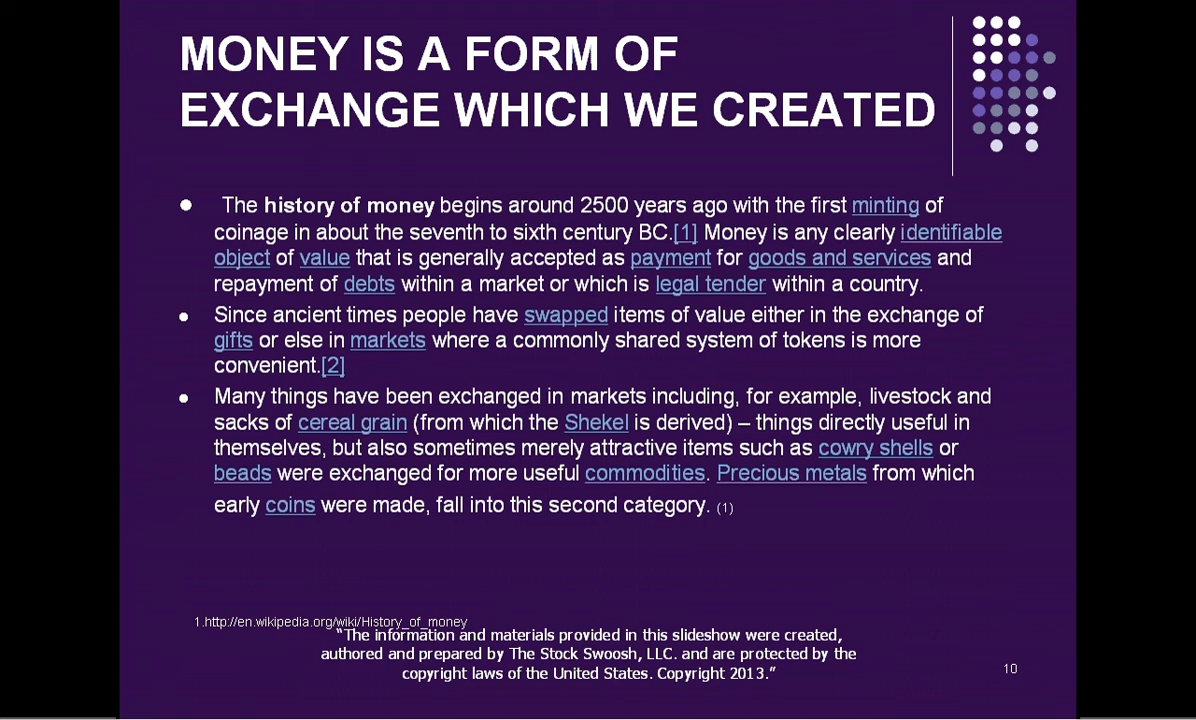 MONEY IS A FORM OF
EXCHANGE WHICH WE CREATED
The history of money begins around 2500 years ago with the first minting of
coinage in about the seventh to sixth century BC.[1] Money is any clearly identifiable
object of value that is generally accepted as payment for goods and services and
repayment of debts within a market or which is legal tender within a country.
Since ancient times people have swapped items of value either in the exchange of
gifts or else in markets where a commonly shared system of tokens is more
convenient.[2]
Many things have been exchanged in markets including, for example, livestock and
sacks of cereal grain (from which the Shekel is derived) – things directly useful in
themselves, but also sometimes merely attractive items such as cowry shells or
beads were exchanged for more useful commodities. Precious metals from which
early coins were made, fall into this second category. (1)
1.http://en.wikipedia.org/wiki/History_of_money
“The information and materials provided in this slideshow were created,
authored and prepared by The Stock Swoosh, LLC. and are protected by the
copyright laws of the United States. Copyright 2013.”
10